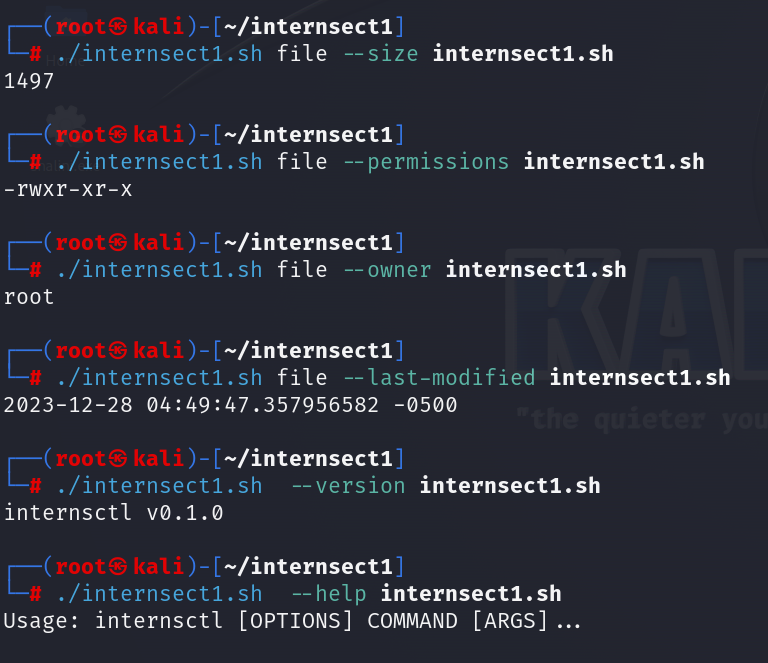 ┌──(root㉿kali)-[~/internsect1]
└─# ./internsect1.sh file --size internsect1.sh
1497
┌──(root㉿kali)-[~/internsect1]
└─# ./internsect1.sh file --permissions internsect1.sh
-rwxr-xr-x
┌──(root㉿kali)-[~/internsect1]
└─# ./internsect1.sh file --owner internsect1.sh
root
┌──(root㉿kali)-[~/internsect1]
└─# ./internsect1.sh file --last-modified internsect1.sh
2023-12-28 04:49:47.357956582 -0500
"the quieter you
┌──(root㉿kali)-[~/internsect1]
└─# ./internsect1.sh  --version internsect1.sh
internsctl v0.1.0
┌──(root㉿kali)-[~/internsect1]
└─# ./internsect1.sh  --help internsect1.sh
Usage: internsctl [OPTIONS] COMMAND [ARGS]...